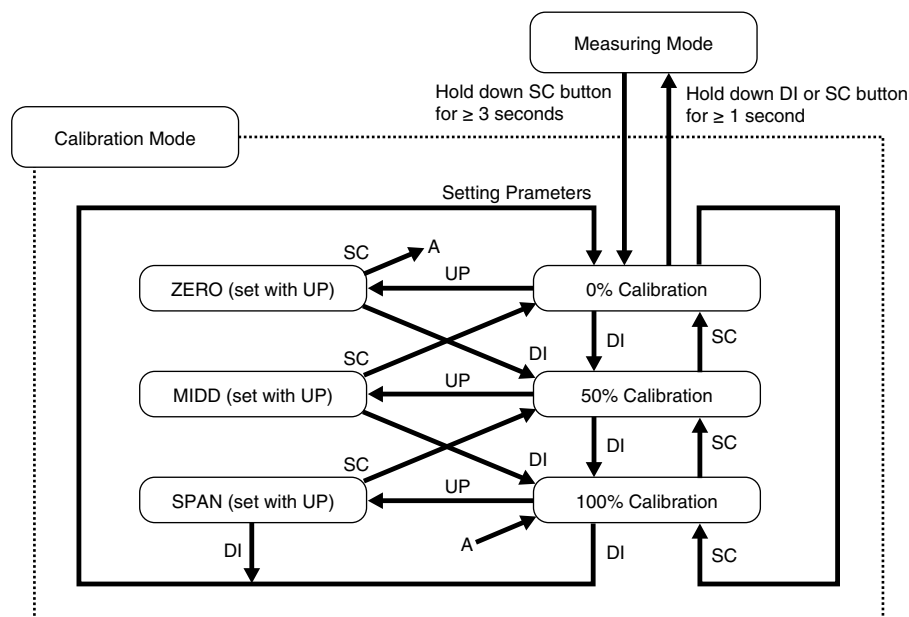 Measuring Mode
Hold down SC button
for ≥ 3 seconds
Hold down DI or SC button
for ≥ 1 second
Calibration Mode
Setting Prameters
SC
A
ZERO (set with UP)
UP
0% Calibration
SC
DI
DI
SC
MIDD (set with UP)
UP
50% Calibration
SC
DI
DI
SC
SPAN (set with UP)
UP
100% Calibration
DI
A
DI
SC